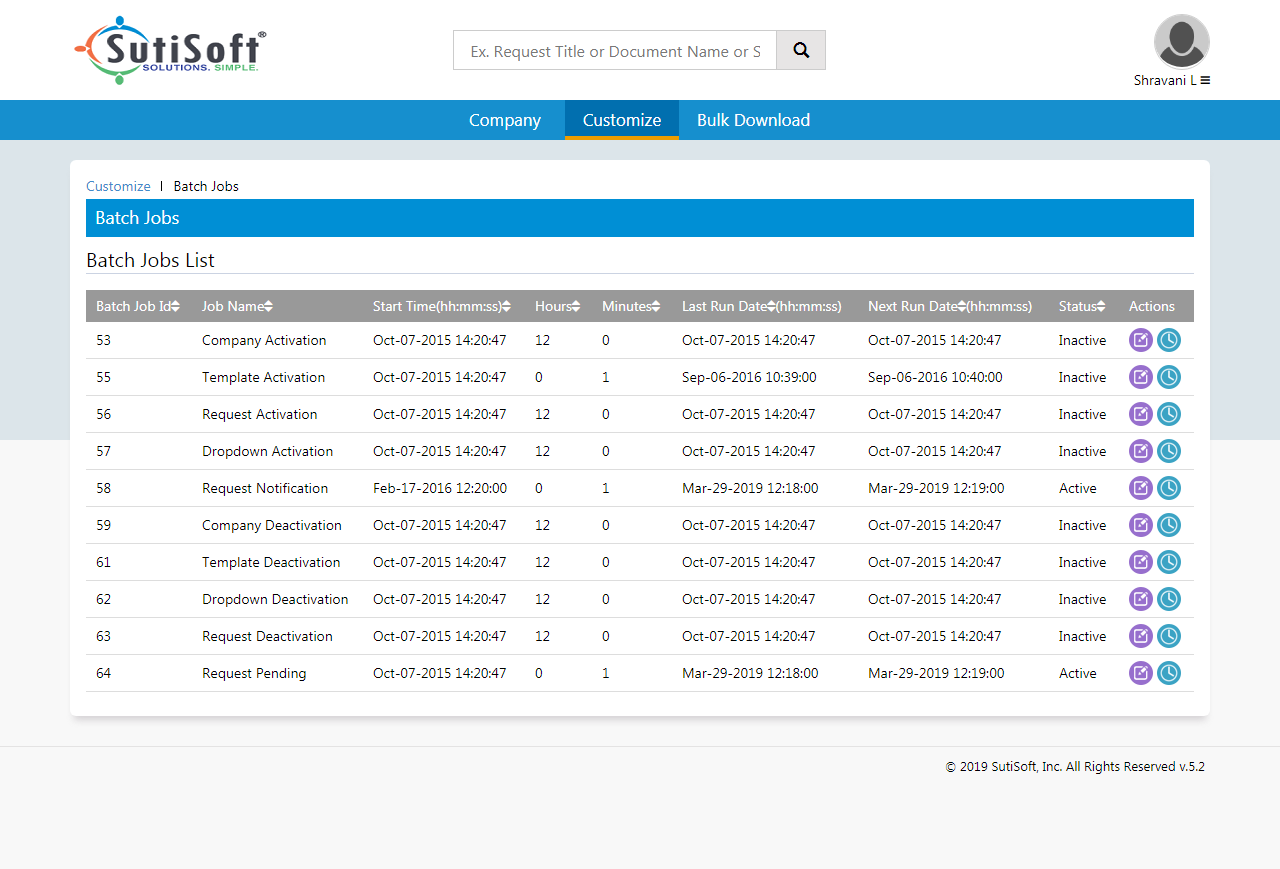 SutiSoft®
SOLUTIONS. SIMPLE.
Ex. Request Title or Document Name or S
Shravani L
Company Customize Bulk Download
Customize | Batch Jobs
Batch Jobs
Batch Jobs List
Batch Job Id Job Name Start Time(hh:mm:ss) Hours Minutes Last Run Date(hh:mm:ss) Next Run Date(hh:mm:ss) Status Actions
53 Company Activation Oct-07-2015 14:20:47 12 0 Oct-07-2015 14:20:47 Oct-07-2015 14:20:47 Inactive
55 Template Activation Oct-07-2015 14:20:47 0 1 Sep-06-2016 10:39:00 Sep-06-2016 10:40:00 Inactive
56 Request Activation Oct-07-2015 14:20:47 12 0 Oct-07-2015 14:20:47 Oct-07-2015 14:20:47 Inactive
57 Dropdown Activation Oct-07-2015 14:20:47 12 0 Oct-07-2015 14:20:47 Oct-07-2015 14:20:47 Inactive
58 Request Notification Feb-17-2016 12:20:00 0 1 Mar-29-2019 12:18:00 Mar-29-2019 12:19:00 Active
59 Company Deactivation Oct-07-2015 14:20:47 12 0 Oct-07-2015 14:20:47 Oct-07-2015 14:20:47 Inactive
61 Template Deactivation Oct-07-2015 14:20:47 12 0 Oct-07-2015 14:20:47 Oct-07-2015 14:20:47 Inactive
62 Dropdown Deactivation Oct-07-2015 14:20:47 12 0 Oct-07-2015 14:20:47 Oct-07-2015 14:20:47 Inactive
63 Request Deactivation Oct-07-2015 14:20:47 12 0 Oct-07-2015 14:20:47 Oct-07-2015 14:20:47 Inactive
64 Request Pending Oct-07-2015 14:20:47 0 1 Mar-29-2019 12:18:00 Mar-29-2019 12:19:00 Active
© 2019 SutiSoft, Inc. All Rights Reserved v.5.2